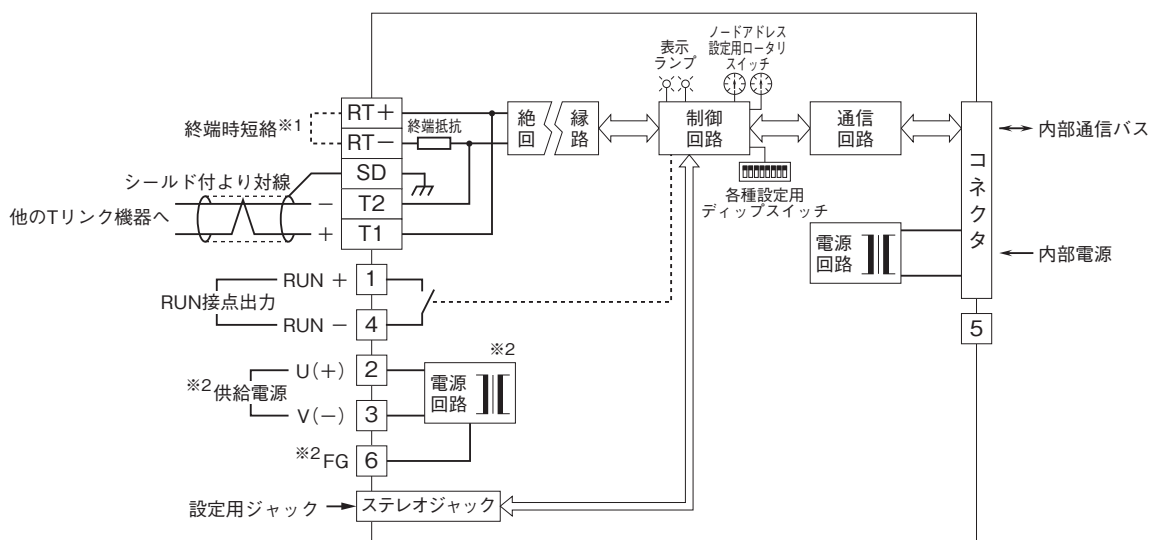 ノードアドレス
設定用ロータリ
スイッチ
表示
ランプ
RT+
RT−
SD
T2
T1
終端時短絡※1
終端抵抗
絶
回
縁
路
制御
回路
通信
回路
コネクタ
内部通信バス
シールド付より対線
他のTリンク機器へ
−
+
各種設定用
ディップスイッチ
電源
回路
内部電源
RUN +
1
RUN接点出力
RUN −
4
5
※2
U(+)
2
※2供給電源
電源
回路
V(−)
3
※2FG
6
設定用ジャック
ステレオジャック